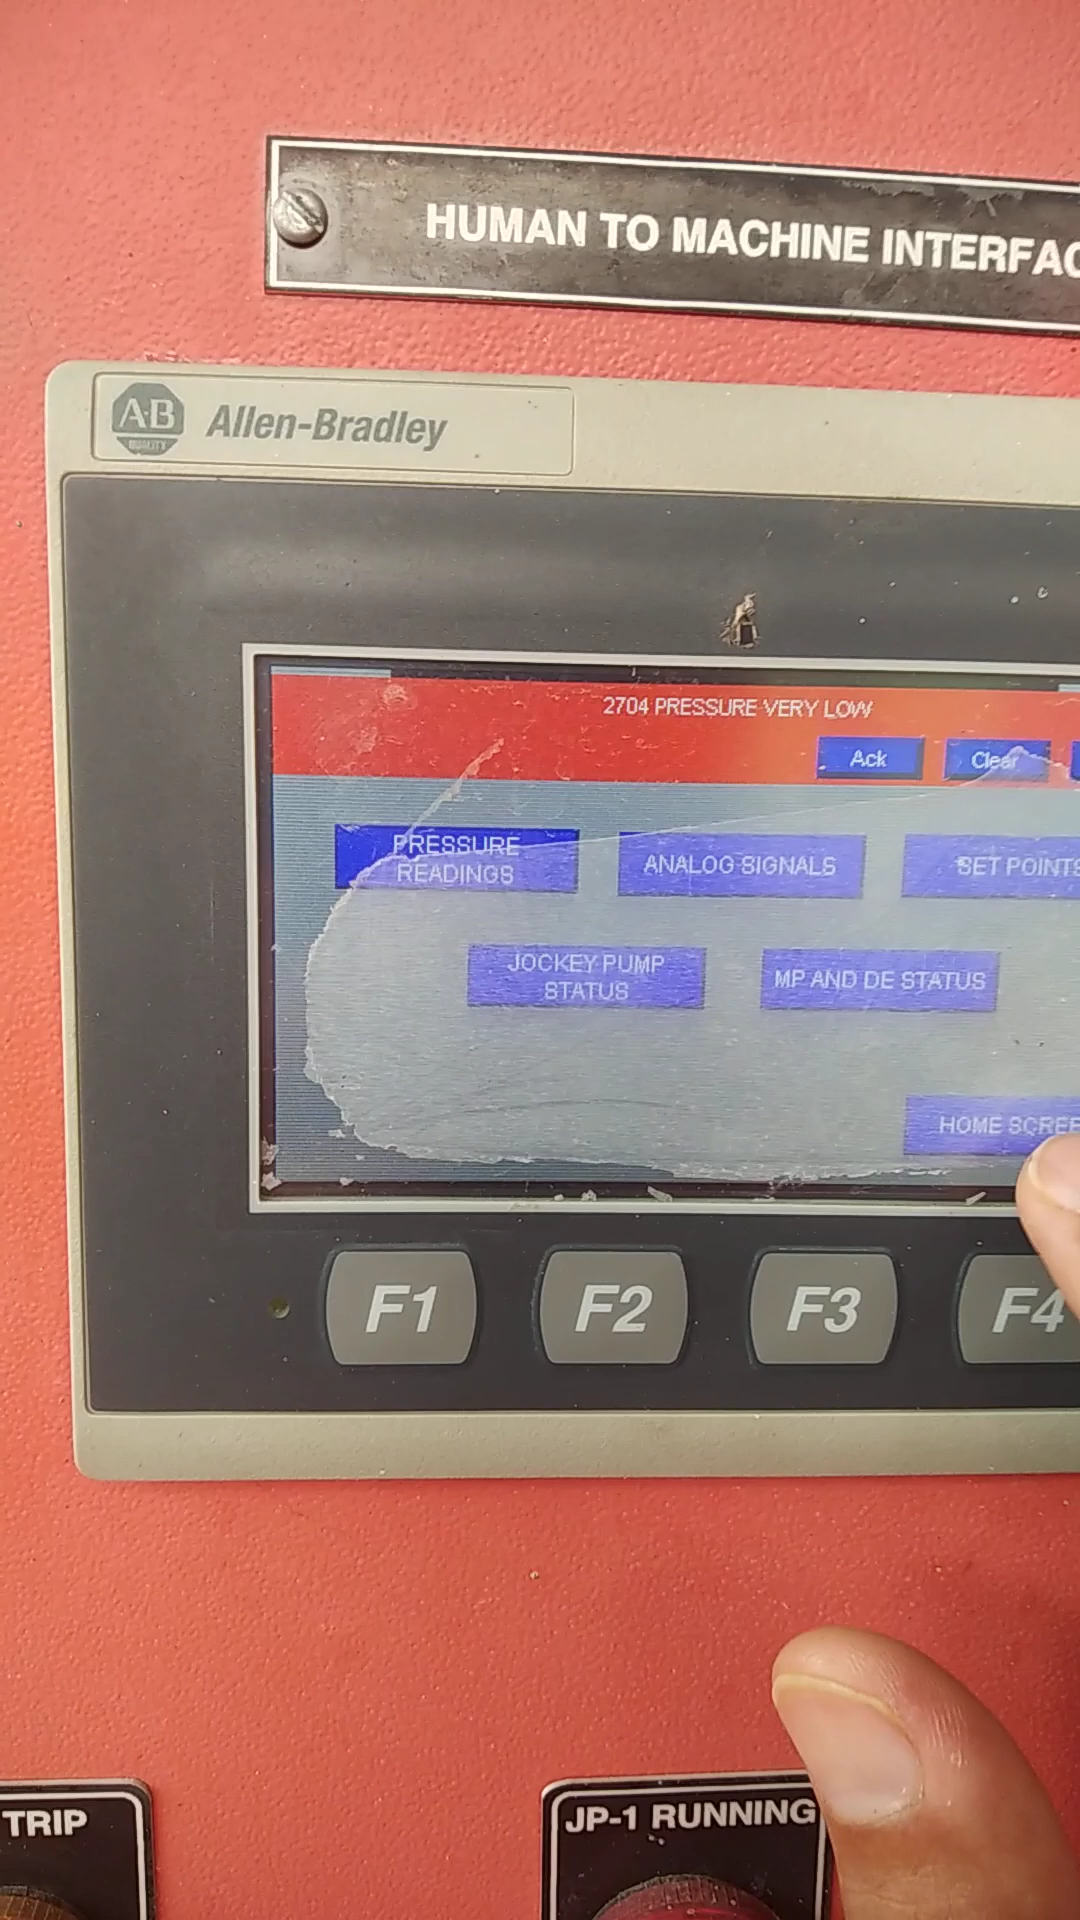 HUMAN TO MACHINE INTERFAC
AB
QUALITY
Allen-Bradley
2704 PRESSURE VERY LOW
Ack
Clear
PRESSURE
READINGS
ANALOG SIGNALS
SET POINTS
JOCKEY PUMP
STATUS
MP AND DE STATUS
HOME SCREE
F1
F2
F3
F4
TRIP
JP-1 RUNNING